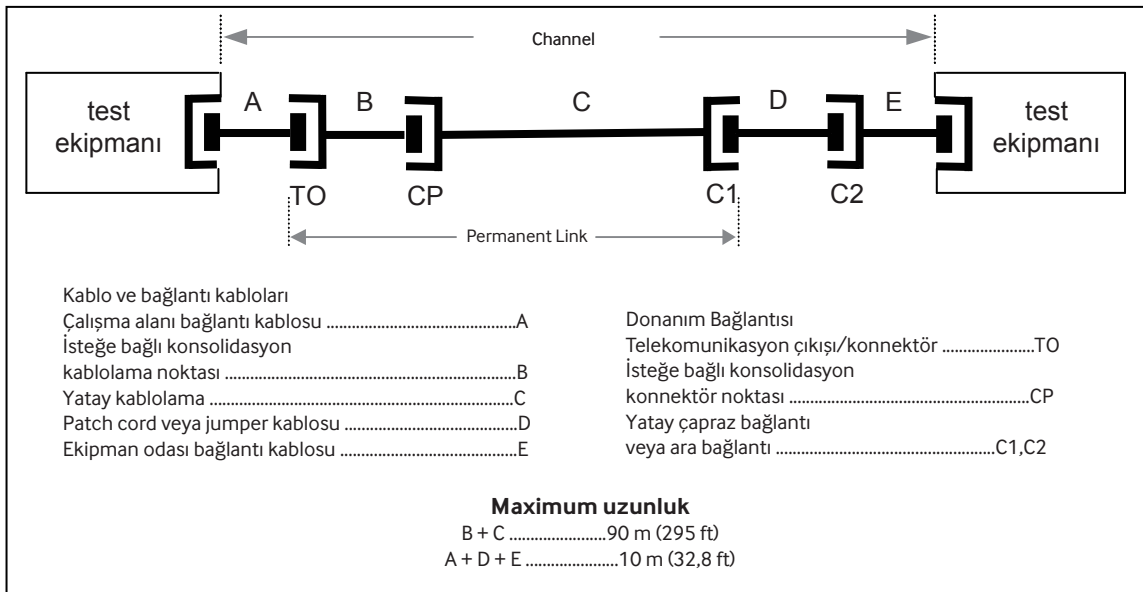 Channel
test
ekipmanı
A
B
C
D
E
test
ekipmanı
TO
CP
C1
C2
Permanent Link
Kablo ve bağlantı kabloları
Çalışma alanı bağlantı kablosu ................................................A
İsteğe bağlı konsolidasyon
kablolama noktası .........................................................................B
Yatay kablolama ..............................................................................C
Patch cord veya jumper kablosu ............................................D
Ekipman odası bağlantı kablosu .............................................E
Donanım Bağlantısı
Telekomunikasyon çıkışı/konnektör .......................TO
İsteğe bağlı konsolidasyon
konnektör noktası ............................................................CP
Yatay çapraz bağlantı
veya ara bağlantı .......................................................C1,C2
Maximum uzunluk
B + C .......................90 m (295 ft)
A + D + E .......................10 m (32,8 ft)